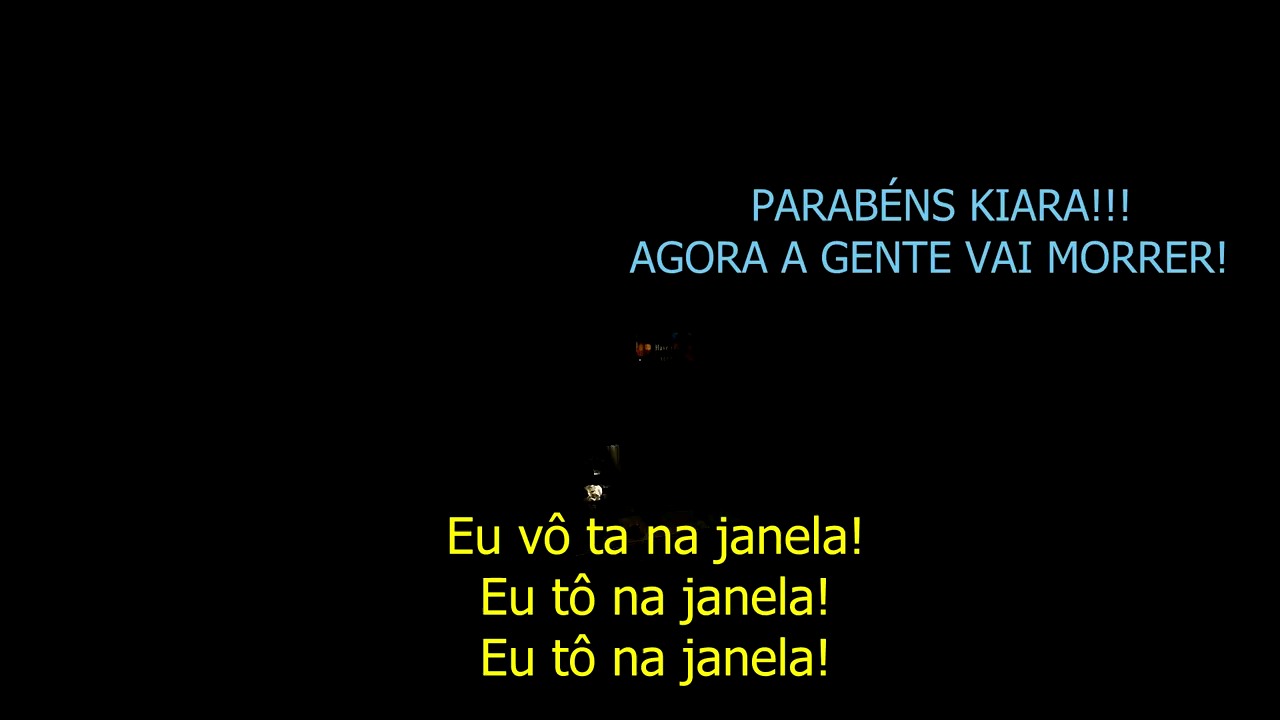 PARABÉNS KIARA!!!
AGORA A GENTE VAI MORRER!
Eu vô ta na janela!
Eu tô na janela!
Eu tô na janela!